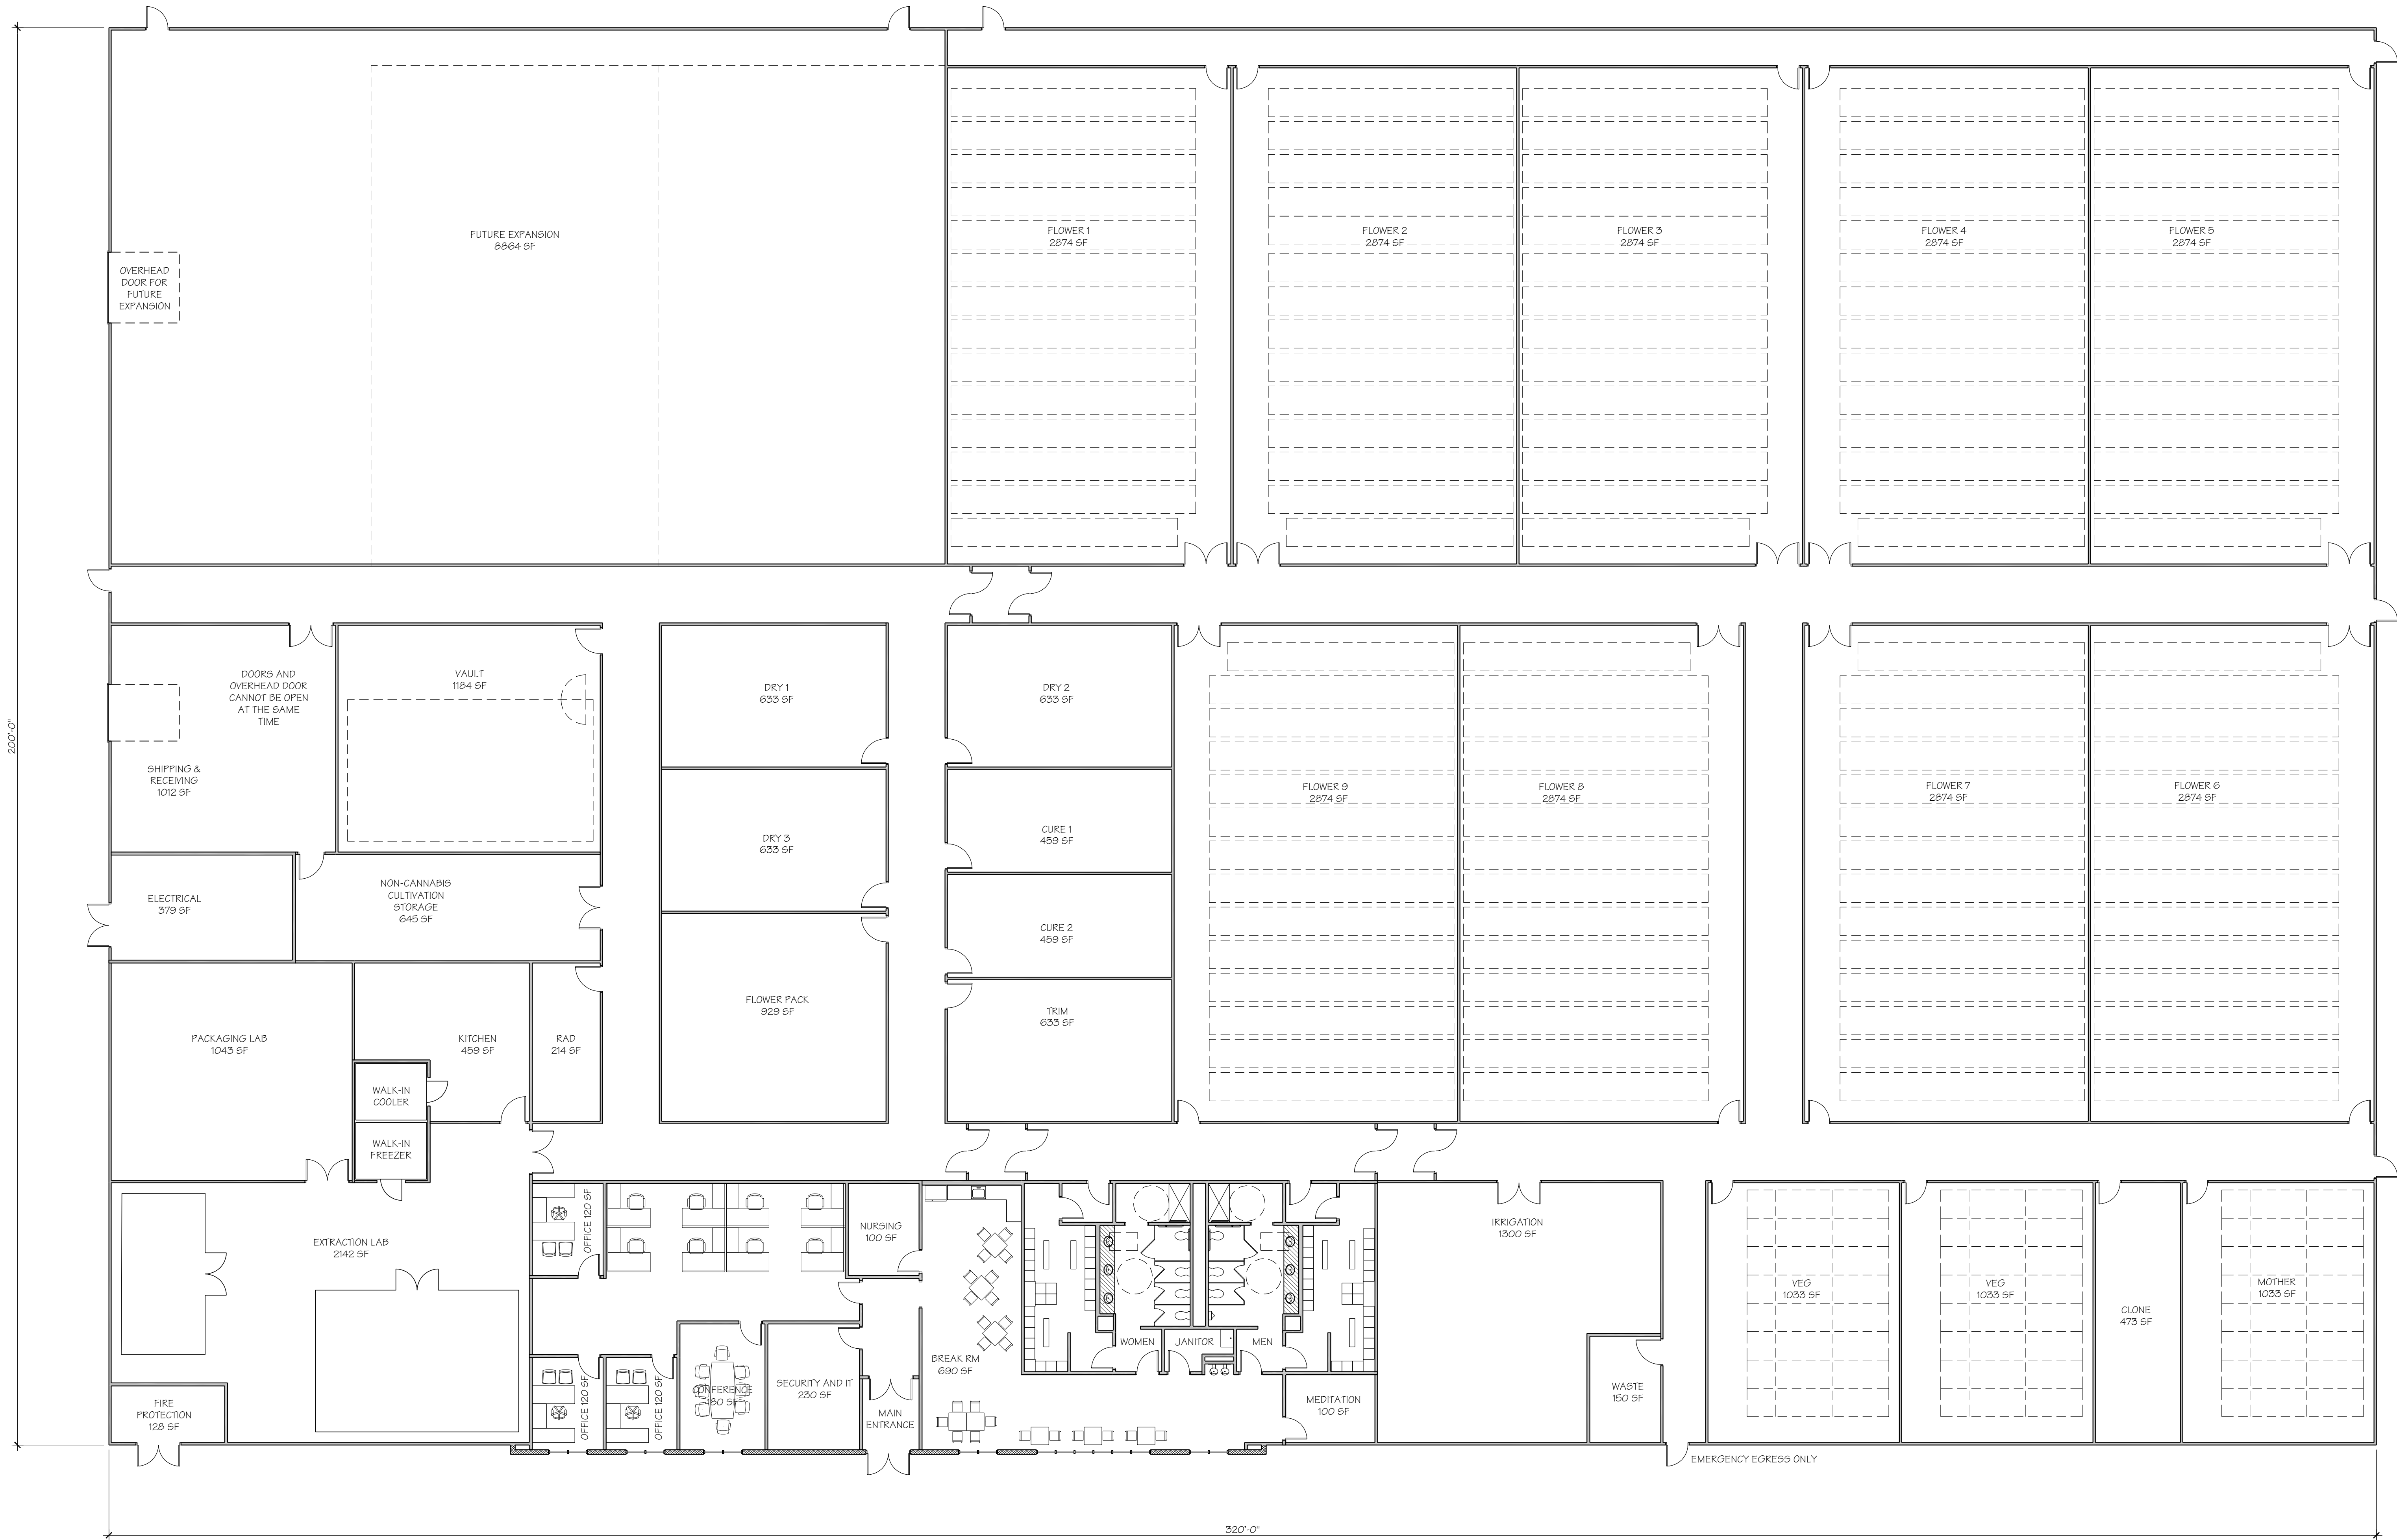 FUTURE EXPANSION
8864 SF
OVERHEAD
DOOR FOR
FUTURE
EXPANSION
FLOWER 1
2874 SF
FLOWER 2
2874 SF
FLOWER 3
2874 SF
FLOWER 4
2874 SF
FLOWER 5
2874 SF
200'-0"
DOORS AND
OVERHEAD DOOR
CANNOT BE OPEN
AT THE SAME
TIME
SHIPPING &
RECEIVING
1012 SF
VAULT
1184 SF
DRY 1
633 SF
DRY 2
633 SF
DRY 3
633 SF
CURE 1
459 SF
CURE 2
459 SF
FLOWER 9
2874 SF
FLOWER 8
2874 SF
FLOWER 7
2874 SF
FLOWER 6
2874 SF
ELECTRICAL
379 SF
NON-CANNABIS
CULTIVATION
STORAGE
645 SF
PACKAGING LAB
1043 SF
KITCHEN
459 SF
RAD
214 SF
FLOWER PACK
929 SF
TRIM
633 SF
WALK-IN
COOLER
WALK-IN
FREEZER
EXTRACTION LAB
2142 SF
OFFICE 120 SF
NURSING
100 SF
IRRIGATION
1300 SF
VEG
1033 SF
VEG
1033 SF
CLONE
473 SF
MOTHER
1033 SF
FIRE
PROTECTION
128 SF
OFFICE 120 SF
OFFICE 120 SF
CONFERENCE
180 SF
SECURITY AND IT
230 SF
MAIN
ENTRANCE
BREAK RM
690 SF
WOMEN
JANITOR
MEN
MEDITATION
100 SF
WASTE
150 SF
EMERGENCY EGRESS ONLY
320'-0"